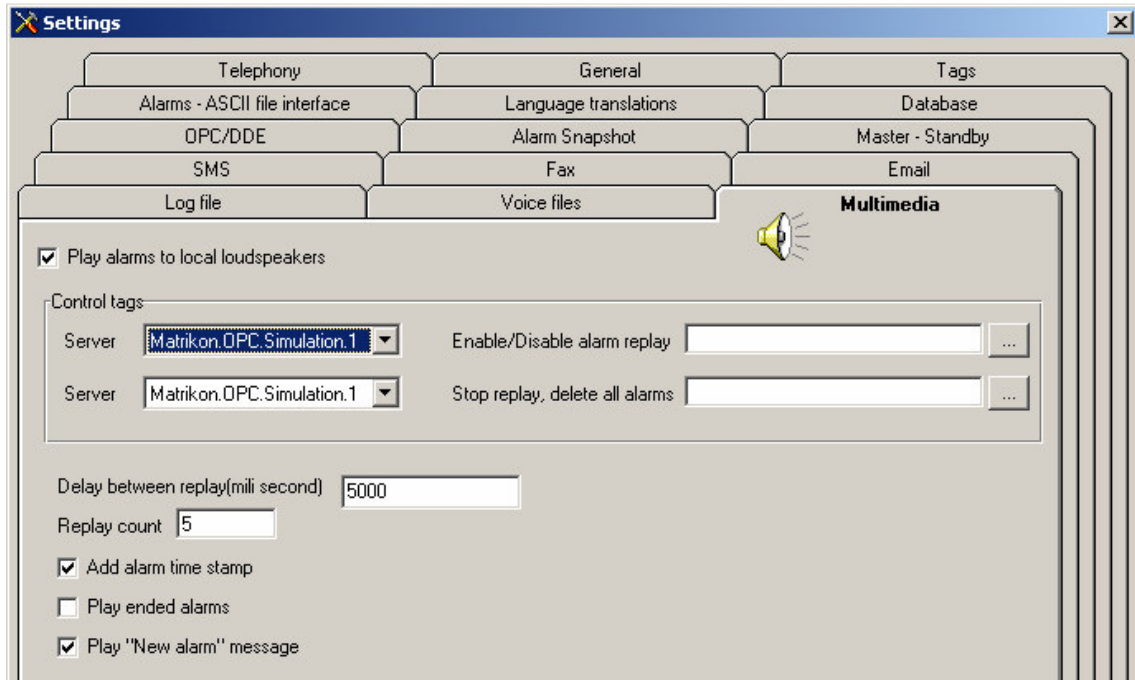 Settings
Telephony General Tags
Alarms - ASCII file interface Language translations Database
OPC/DDE Alarm Snapshot Master - Standby
SMS Fax Email
Log file Voice files Multimedia
Play alarms to local loudspeakers
Control tags
Server Matrikon.OPC.Simulation.1 Enable/Disable alarm replay ...
Server Matrikon.OPC.Simulation.1 Stop replay, delete all alarms ...
Delay between replay(mili second) 5000
Replay count 5
Add alarm time stamp
Play ended alarms
Play "New alarm" message